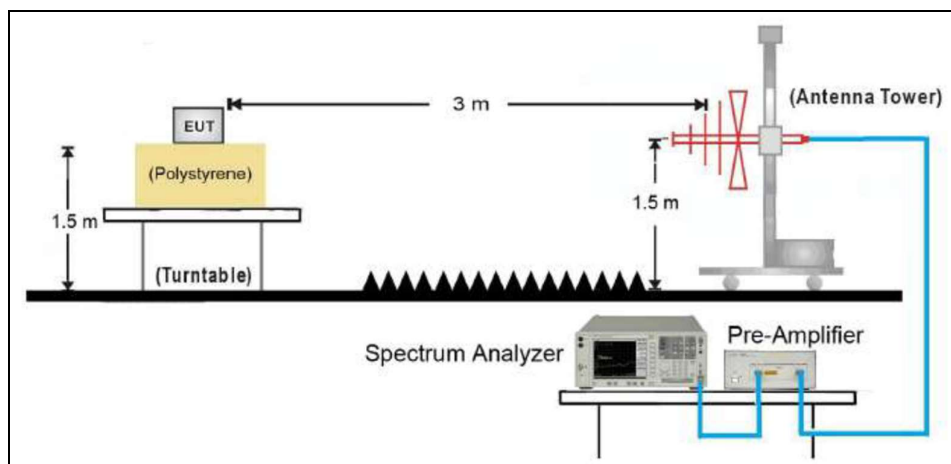 3 m
(Antenna Tower)
EUT
(Polystyrene)
1.5 m
1.5 m
(Turntable)
Spectrum Analyzer
Pre-Amplifier